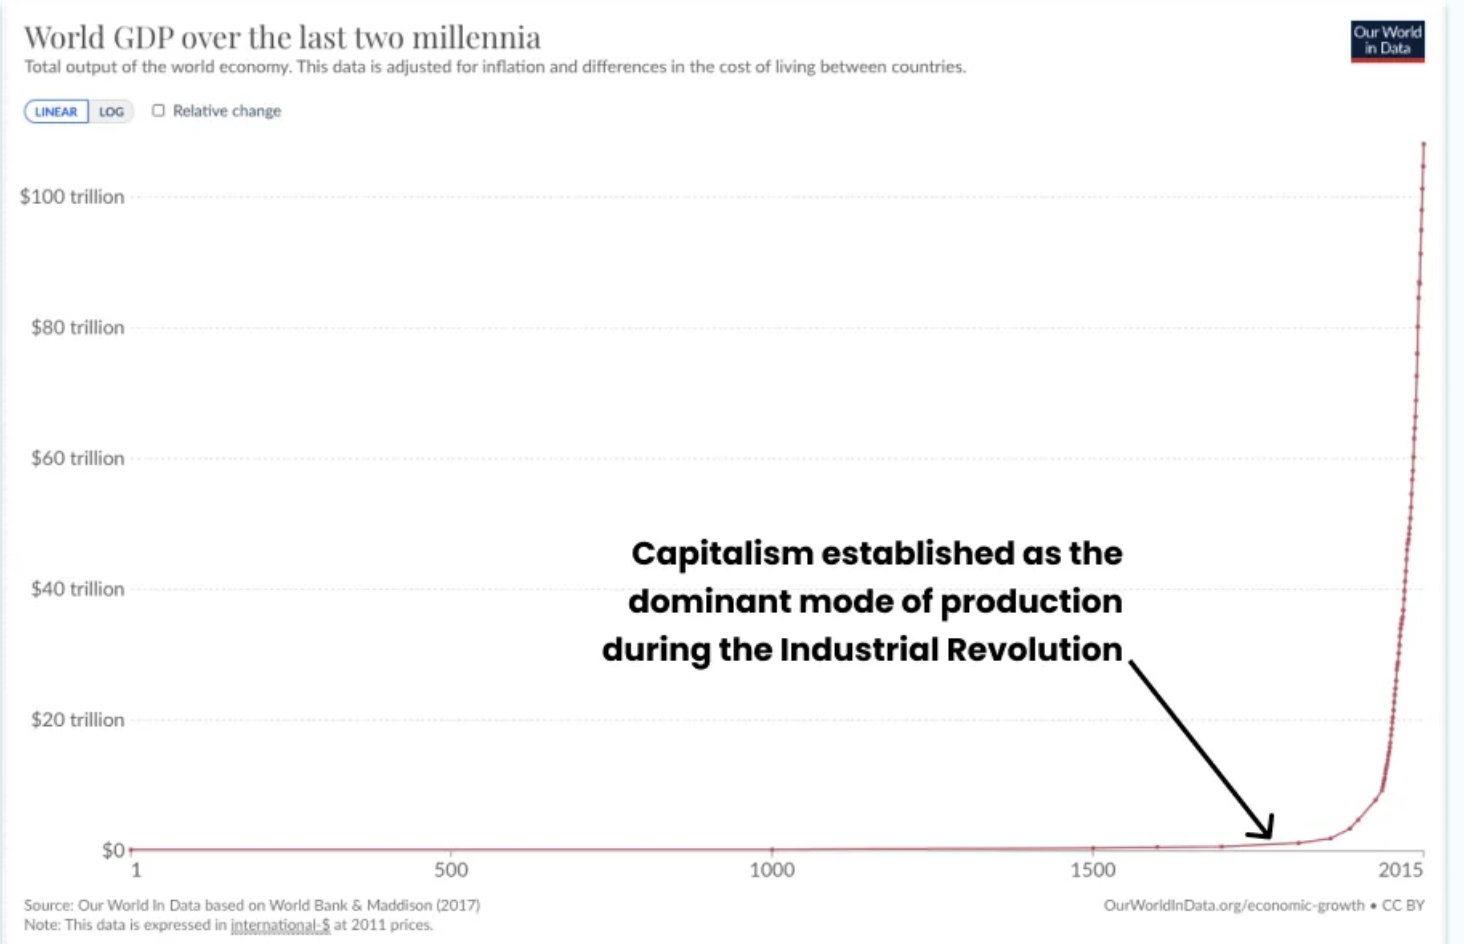 World GDP over the last two millennia
Our World
in Data
Total output of the world economy. This data is adjusted for inflation and differences in the cost of living between countries.
LINEAR LOG Relative change
$100 trillion
$80 trillion
$60 trillion
Capitalism established as the
dominant mode of production
during the Industrial Revolution
$40 trillion
$20 trillion
$0
1 500 1000 1500 2015
Source: Our World In Data based on World Bank & Maddison (2017)
OurWorldInData.org/economic-growth • CC BY
Note: This data is expressed in international-$ at 2011 prices.